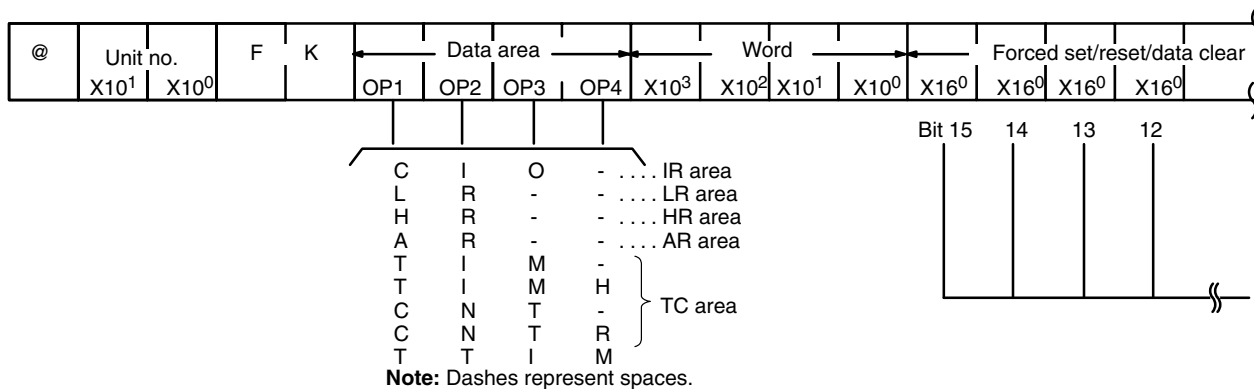 @ Unit no. F K Data area Word Forced set/reset/data clear
X10¹ X10⁰ OP1 OP2 OP3 OP4 X10³ X10² X10¹ X10⁰ X16⁰ X16⁰ X16⁰ X16⁰
Bit 15 14 13 12
C I O - . . . . IR area
L R - - . . . . LR area
H R - - . . . . HR area
A R - - . . . . AR area
T I M -
T I M H
TC area
C N T -
C N T R
T T I M
Note: Dashes represent spaces.